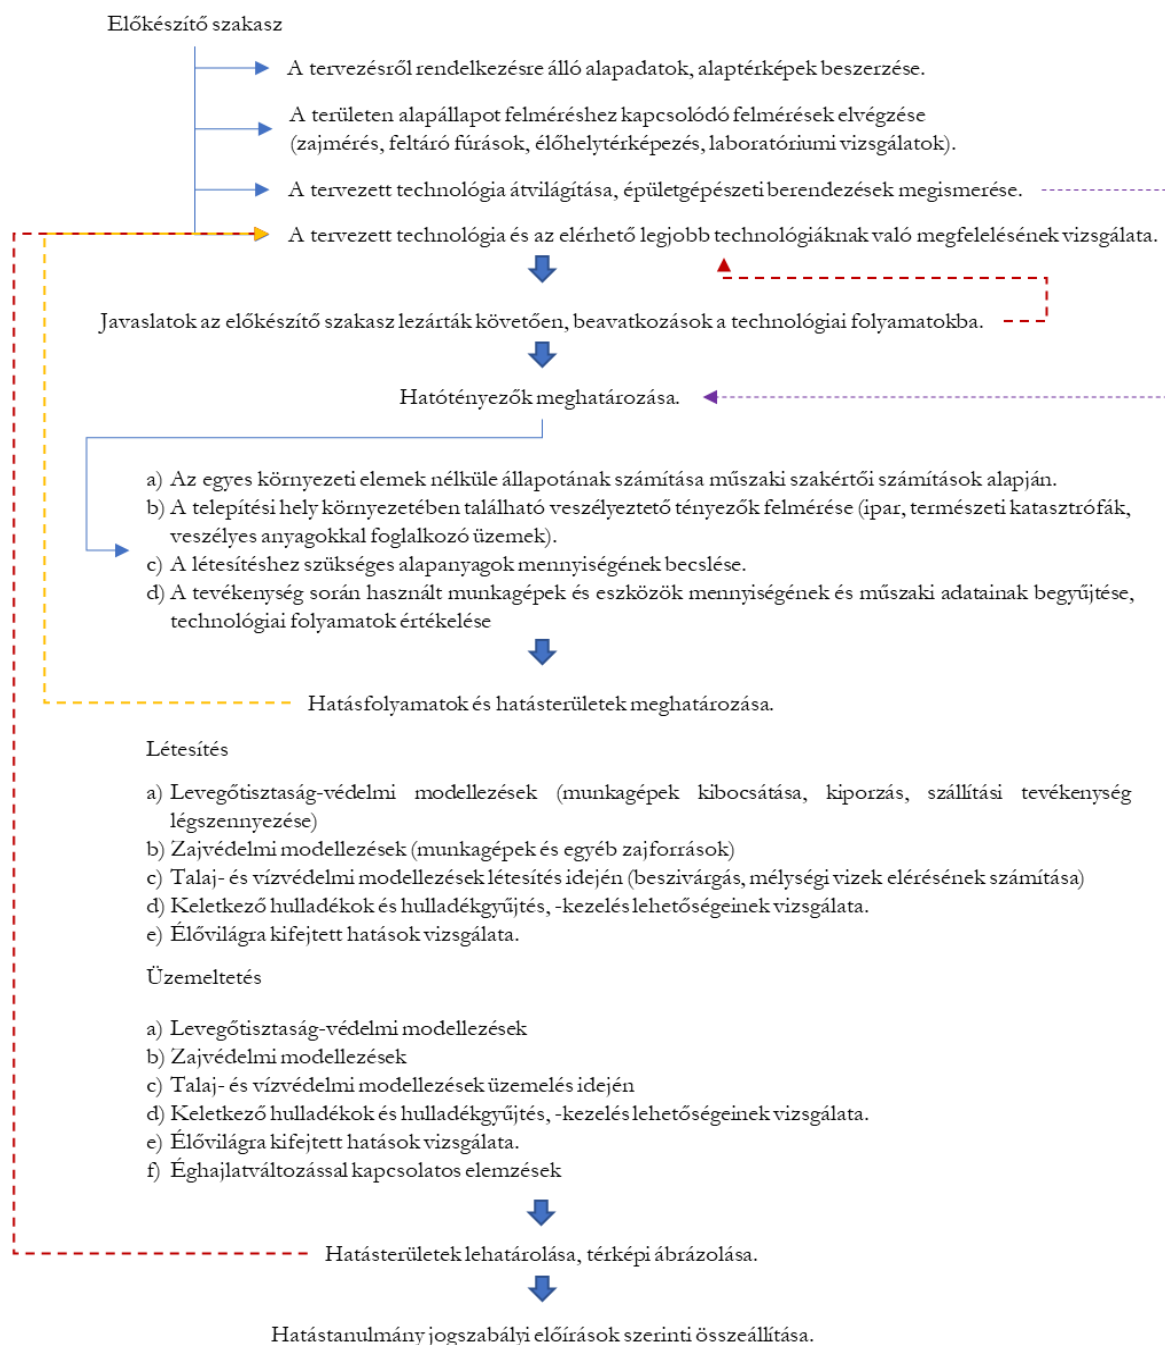 Előkészítő szakasz
A tervezésről rendelkezésre álló alapadatok, alaptérképek beszerzése.
A területen alapállapot felméréshez kapcsolódó felmérések elvégzése
(zajmérés, feltáró fúrások, élőhelytérképezés, laboratóriumi vizsgálatok).
A tervezett technológia átvilágítása, épületgépészeti berendezések megismerése.
A tervezett technológia és az elérhető legjobb technológiáknak való megfelelésének vizsgálata.
Javaslatok az előkészítő szakasz lezárták követően, beavatkozások a technológiai folyamatokba.
Hatótényezők meghatározása.
a) Az egyes környezeti elemek nélküle állapotának számítása műszaki szakértői számítások alapján.
b) A telepítési hely környezetében található veszélyeztető tényezők felmérése (ipar, természeti katasztrófák,
veszélyes anyagokkal foglalkozó üzemek).
c) A létesítéshez szükséges alapanyagok mennyiségének becslése.
d) A tevékenység során használt munkagépek és eszközök mennyiségének és műszaki adatainak begyűjtése,
technológiai folyamatok értékelése
Hatásfolyamatok és hatásterületek meghatározása.
Létesítés
a) Levegőtisztaság-védelmi modellezések (munkagépek kibocsátása, kiporzás, szállítási tevékenység
légszennyezése)
b) Zajvédelmi modellezések (munkagépek és egyéb zajforrások)
c) Talaj- és vízvédelmi modellezések létesítés idején (beszivárgás, mélységi vizek elérésének számítása)
d) Keletkező hulladékok és hulladékgyűjtés, -kezelés lehetőségeinek vizsgálata.
e) Élővilágra kifejtett hatások vizsgálata.
Üzemeltetés
a) Levegőtisztaság-védelmi modellezések
b) Zajvédelmi modellezések
c) Talaj- és vízvédelmi modellezések üzemelés idején
d) Keletkező hulladékok és hulladékgyűjtés, -kezelés lehetőségeinek vizsgálata.
e) Élővilágra kifejtett hatások vizsgálata.
f) Éghajlatváltozással kapcsolatos elemzések
Hatásterületek lehatárolása, térképi ábrázolása.
Hatástanulmány jogszabályi előírások szerinti összeállítása.